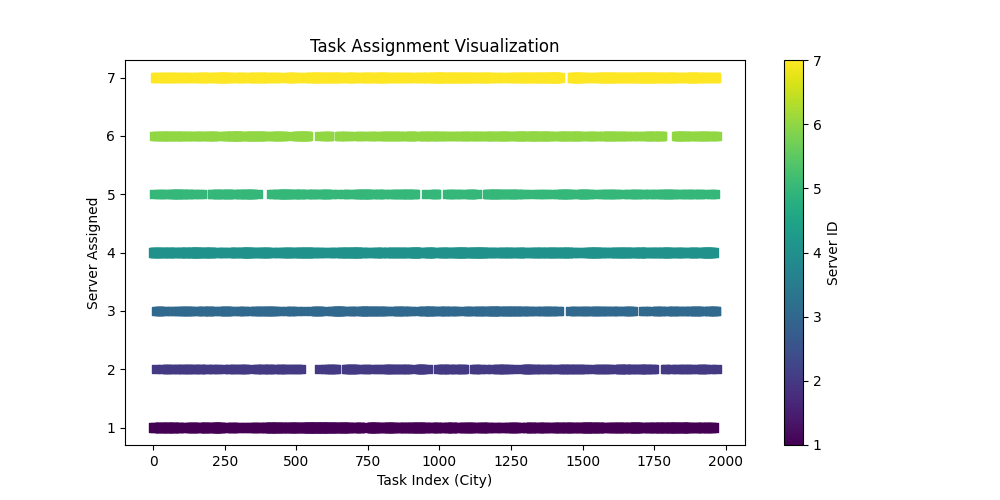 Task Assignment Visualization
Server Assigned
7
6
5
4
3
2
1
0 250 500 750 1000 1250 1500 1750 2000
Task Index (City)
7
6
5
4
3
2
1
Server ID